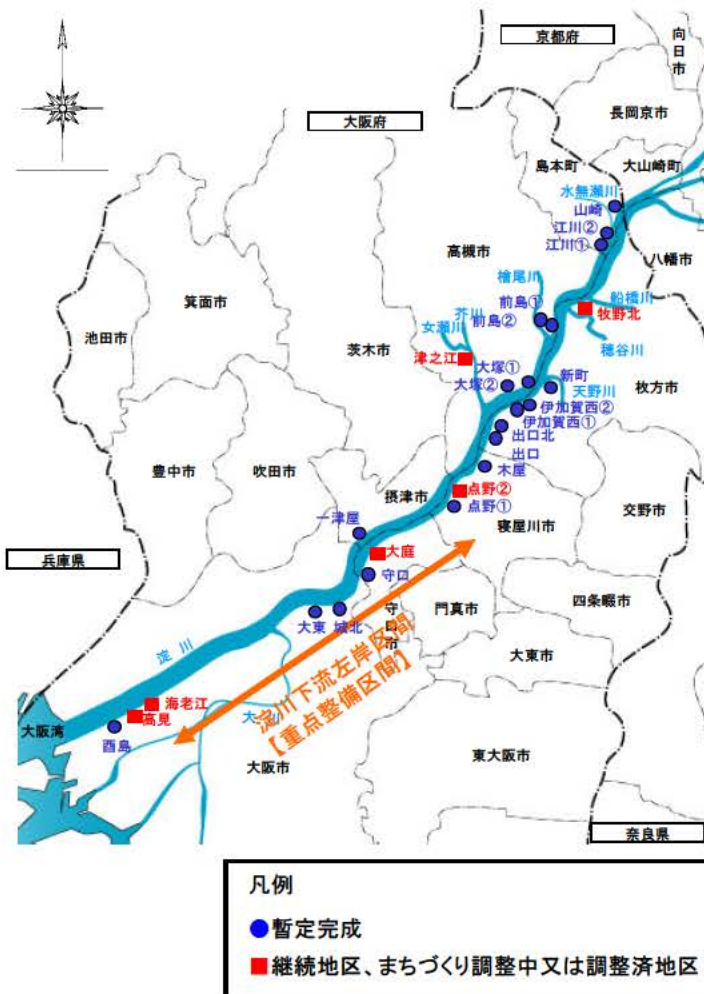 京都府
向日市
長岡京市
大阪府
島本町
大山崎町
水無瀬川
山崎
江川②
江川①
高槻市
八幡市
檜尾川
箕面市
前島①
船橋川
芥川
前島②
牧野北
女瀬川
池田市
茨木市
津之江
穂谷川
大塚①
新町
大塚②
天野川
枚方市
伊加賀西②
伊加賀西①
出口北
出口
豊中市
吹田市
木屋
摂津市
点野②
点野①
交野市
一津屋
寝屋川市
兵庫県
大庭
守口
四条畷市
門真市
守口市
大東
城北
大東市
淀川
淀川下流左岸区間
【重点整備区間】
海老江
高見
大阪湾
酉島
大阪市
東大阪市
奈良県
凡例
●暫定完成
■継続地区、まちづくり調整中又は調整済地区